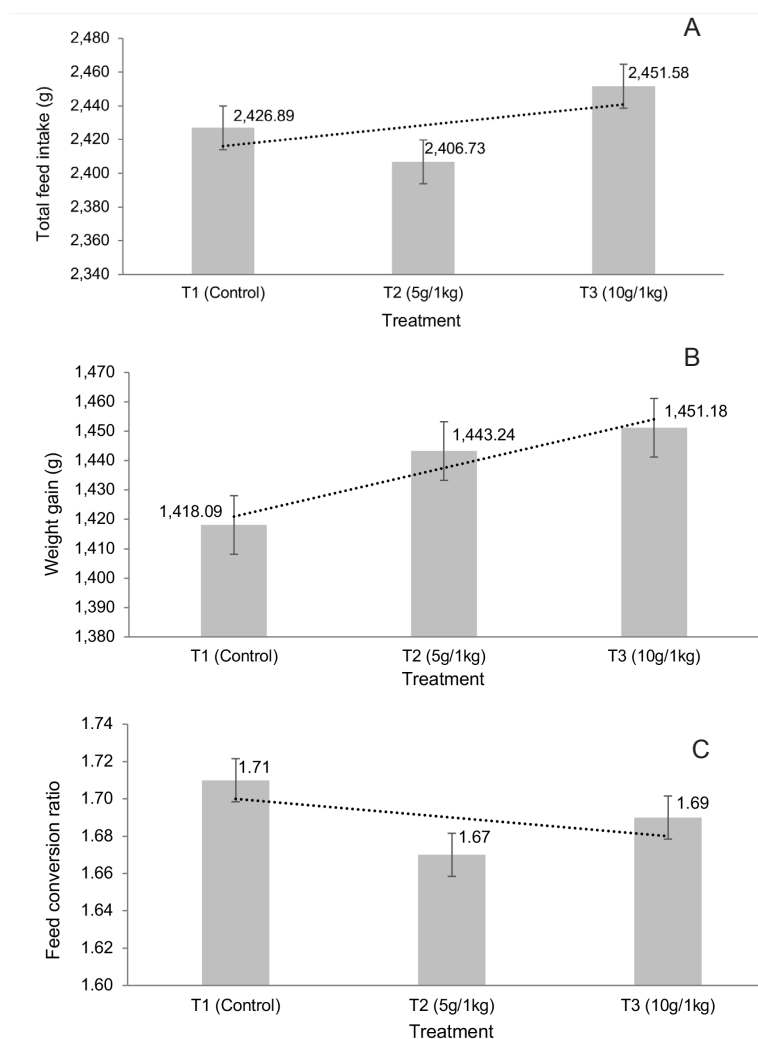 A
2,480
2,460
2,440
2,420
2,400
2,380
2,360
2,340
Total feed intake (g)
2,426.89
2,406.73
2,451.58
T1 (Control)
T2 (5g/1kg)
T3 (10g/1kg)
Treatment
B
1,470
1,460
1,450
1,440
1,430
1,420
1,410
1,400
1,390
1,380
Weight gain (g)
1,418.09
1,443.24
1,451.18
T1 (Control)
T2 (5g/1kg)
T3 (10g/1kg)
Treatment
C
1.74
1.72
1.70
1.68
1.66
1.64
1.62
1.60
Feed conversion ratio
1.71
1.67
1.69
T1 (Control)
T2 (5g/1kg)
T3 (10g/1kg)
Treatment